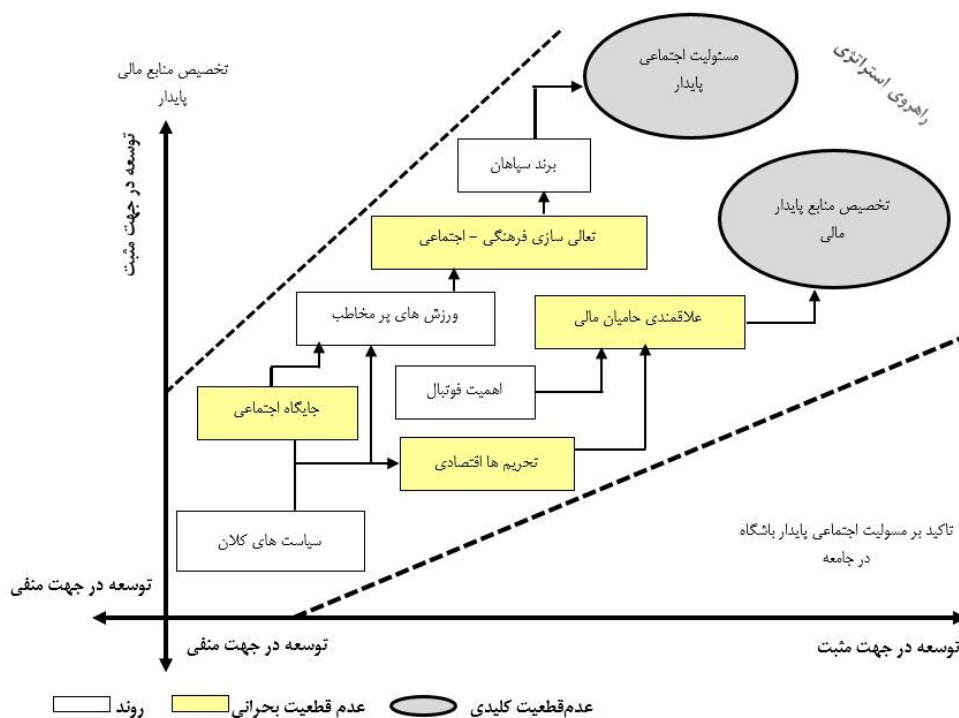 مسئولیت اجتماعی
پایدار
راهروی استراتژی
تخصیص منابع مالی
پایدار
توسعه در جهت مثبت
برند سپاهان
تخصیص منابع پایدار
مالی
تعالی سازی فرهنگی – اجتماعی
ورزش های پر مخاطب
علاقمندی حامیان مالی
جایگاه اجتماعی
اهمیت فوتبال
تحریم ها اقتصادی
سیاست های کلان
تاکید بر مسولیت اجتماعی پایدار باشگاه
در جامعه
توسعه در جهت منفی
توسعه در جهت منفی
توسعه در جهت مثبت
عدم‌قطعیت کلیدی
عدم قطعیت بحرانی
روند